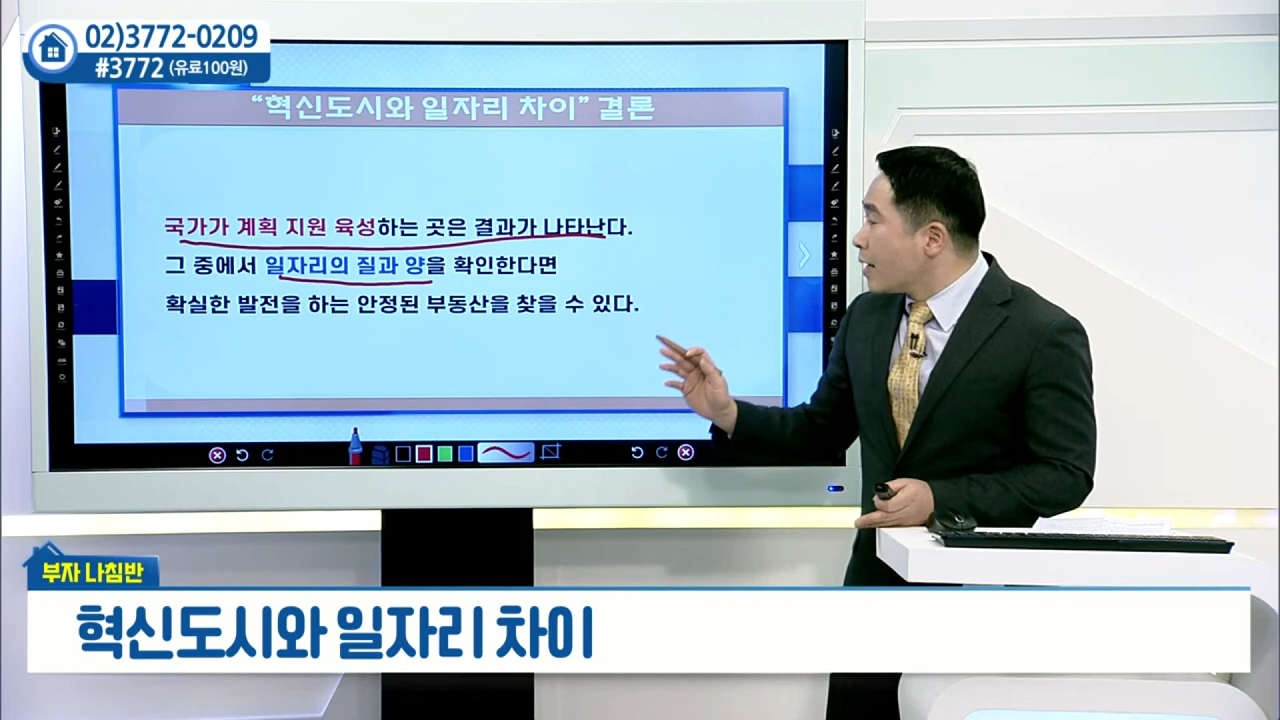 02)3772-0209
#3772 (유료100원)
“혁신도시와 일자리 차이” 결론
국가가 계획 지원 육성하는 곳은 결과가 나타난다.
그 중에서 일자리의 질과 양을 확인한다면
확실한 발전을 하는 안정된 부동산을 찾을 수 있다.
부자 나침반
혁신도시와 일자리 차이